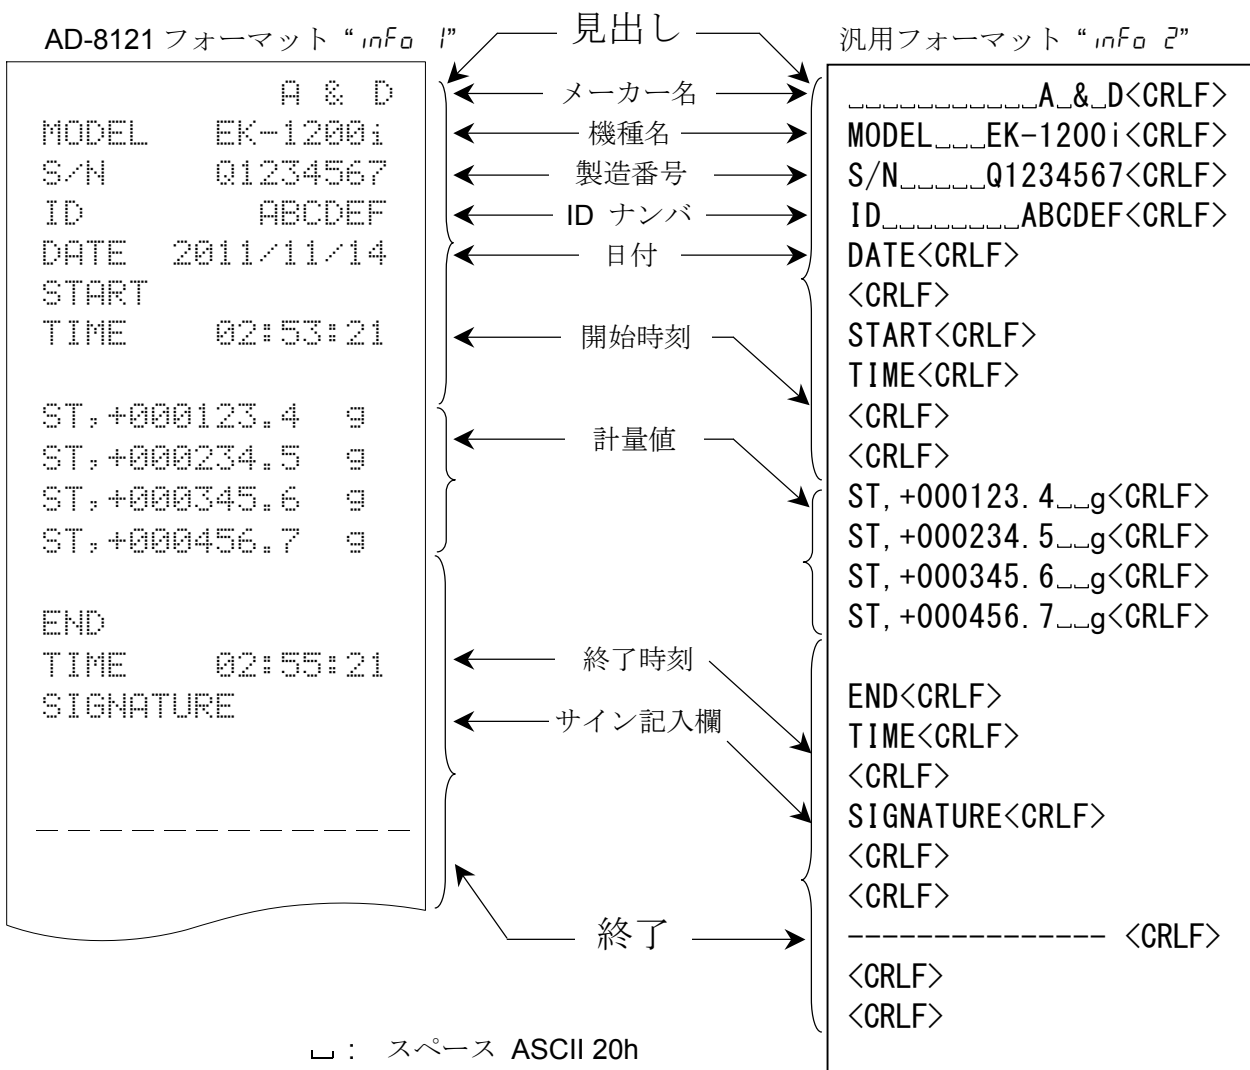 AD-8121 フォーマット “info 1”
A & D
MODEL EK-1200i
S/N Q1234567
ID ABCDEF
DATE 2011/11/14
START
TIME 02:53:21
ST,+000123.4 g
ST,+000234.5 g
ST,+000345.6 g
ST,+000456.7 g
END
TIME 02:55:21
SIGNATURE
_ _ _ _ _ _ _ _ _ _ _ _ _
見出し
メーカー名
機種名
製造番号
ID ナンバ
日付
開始時刻
計量値
終了時刻
サイン記入欄
終了
汎用フォーマット “info 2”
␣␣␣␣␣␣␣␣␣␣␣A␣&␣D<CRLF>
MODEL␣␣␣EK-1200i<CRLF>
S/N␣␣␣␣␣Q1234567<CRLF>
ID␣␣␣␣␣␣␣␣ABCDEF<CRLF>
DATE<CRLF>
<CRLF>
START<CRLF>
TIME<CRLF>
<CRLF>
<CRLF>
ST,+000123.4␣␣g<CRLF>
ST,+000234.5␣␣g<CRLF>
ST,+000345.6␣␣g<CRLF>
ST,+000456.7␣␣g<CRLF>
END<CRLF>
TIME<CRLF>
<CRLF>
SIGNATURE<CRLF>
<CRLF>
<CRLF>
--------------- <CRLF>
<CRLF>
<CRLF>
␣ : スペース ASCII 20h